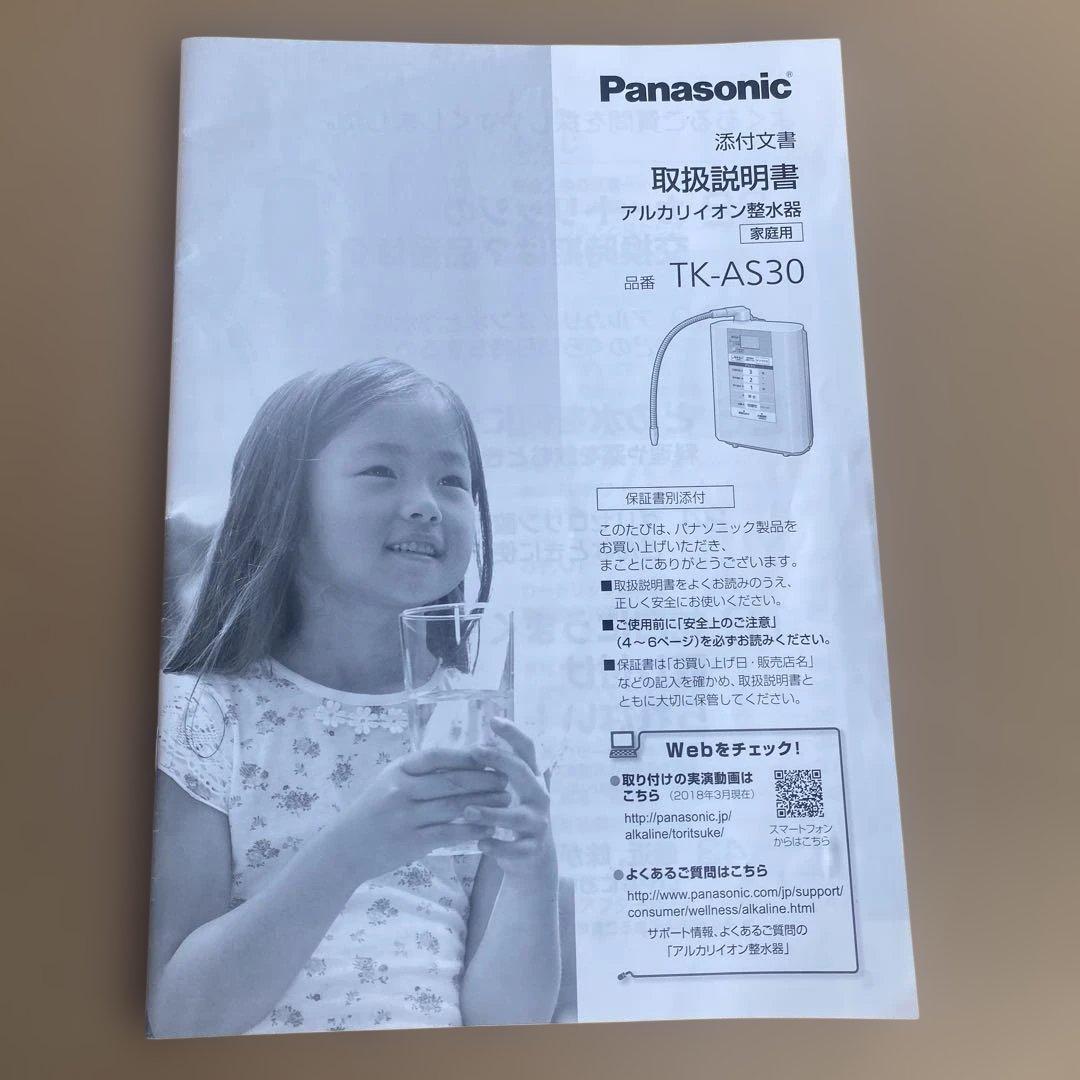 Panasonic®
添付文書
取扱説明書
アルカリイオン整水器
家庭用
品番 TK-AS30
3
2
1
保証書別添付
このたびは、パナソニック製品を
お買い上げいただき、
まことにありがとうございます。
■取扱説明書をよくお読みのうえ、
正しく安全にお使いください。
■ご使用前に「安全上のご注意」
(4～6ページ)を必ずお読みください。
■保証書は「お買い上げ日・販売店名」
などの記入を確かめ、取扱説明書と
ともに大切に保管してください。
Webをチェック!
●取り付けの実演動画は
こちら (2018年3月現在)
http://panasonic.jp/
alkaline/toritsuke/
スマートフォン
からはこちら
●よくあるご質問はこちら
http://www.panasonic.com/jp/support/
consumer/wellness/alkaline.html
サポート情報、よくあるご質問の
「アルカリイオン整水器」